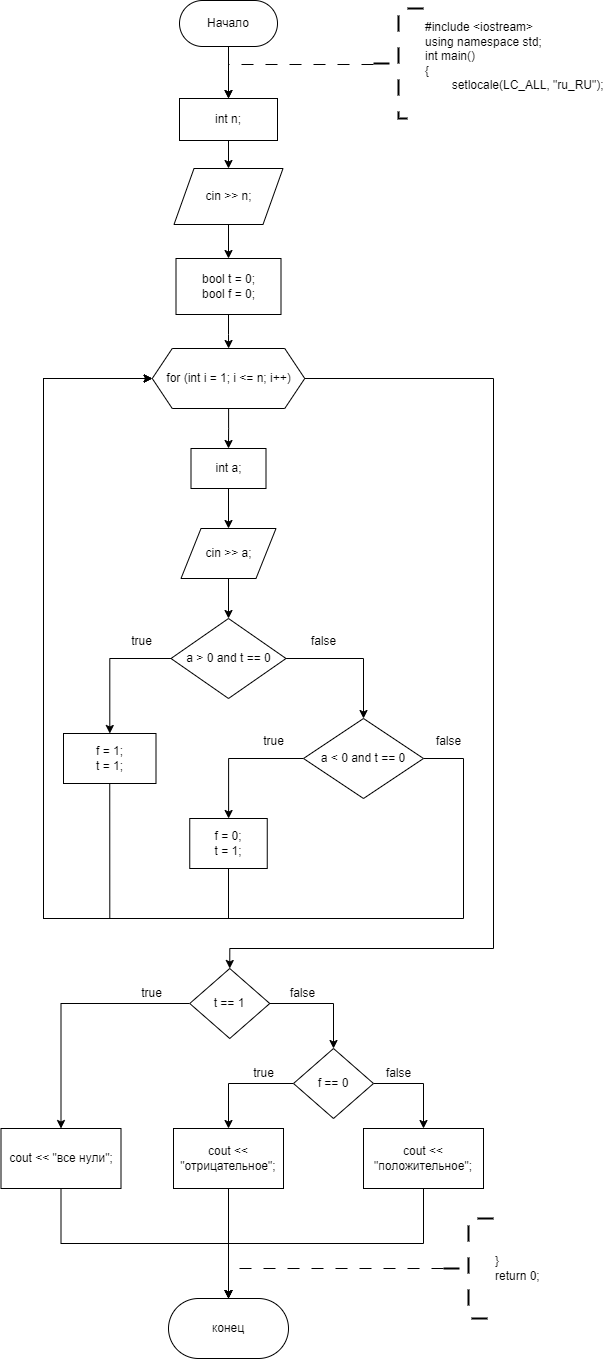 Начало
#include <iostream>
using namespace std;
int main()
{
setlocale(LC_ALL, "ru_RU");
int n;
cin >> n;
bool t = 0;
bool f = 0;
for (int i = 1; i <= n; i++)
int a;
cin >> a;
true
false
a > 0 and t == 0
f = 1;
t = 1;
true
false
a < 0 and t == 0
f = 0;
t = 1;
true
false
t == 1
true
false
f == 0
cout << "все нули";
cout <<
"отрицательное";
cout <<
"положительное";
}
return 0;
конец